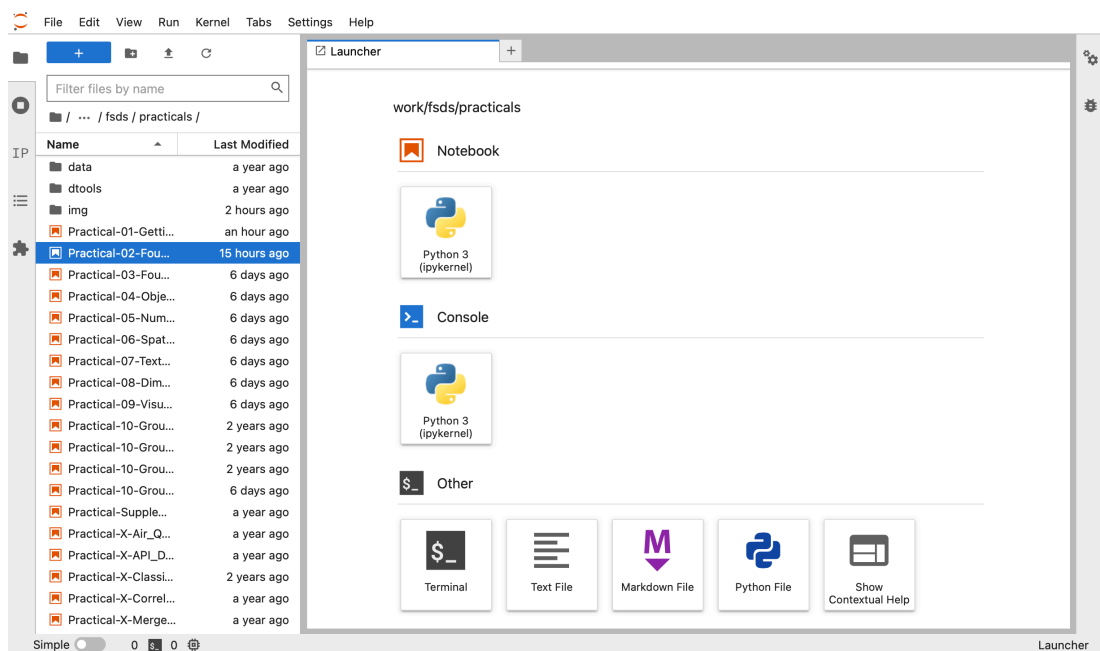 File Edit View Run Kernel Tabs Settings Help
+
Filter files by name
/ ··· / fsds / practicals /
Name Last Modified
data a year ago
dtools a year ago
img 2 hours ago
Practical-01-Getti... an hour ago
Practical-02-Fou... 15 hours ago
Practical-03-Fou... 6 days ago
Practical-04-Obje... 6 days ago
Practical-05-Num... 6 days ago
Practical-06-Spat... 6 days ago
Practical-07-Text... 6 days ago
Practical-08-Dim... 6 days ago
Practical-09-Visu... 6 days ago
Practical-10-Grou... 2 years ago
Practical-10-Grou... 2 years ago
Practical-10-Grou... 2 years ago
Practical-10-Grou... 6 days ago
Practical-Supple... a year ago
Practical-X-Air_Q... a year ago
Practical-X-API_D... a year ago
Practical-X-Classi... 2 years ago
Practical-X-Correl... a year ago
Practical-X-Merge... a year ago
IP
Launcher +
work/fsds/practicals
Notebook
Python 3
(ipykernel)
>_ Console
Python 3
(ipykernel)
$_ Other
$_
Terminal
Text File
M
Markdown File
Python File
Show
Contextual Help
Simple 0 $_ 0 Launcher